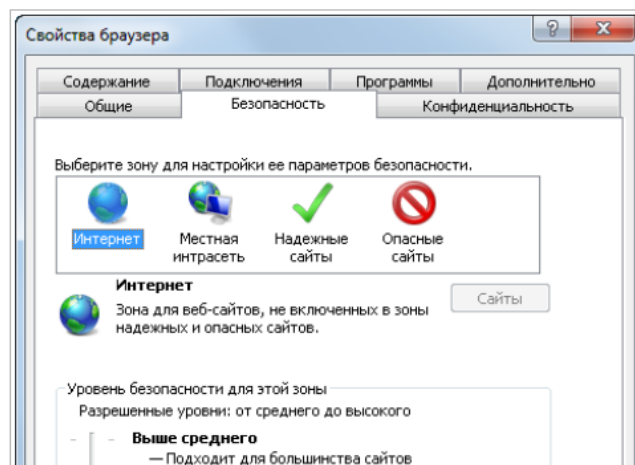 Свойства браузера
Содержание Подключения Программы Дополнительно
Общие Безопасность Конфиденциальность
Выберите зону для настройки ее параметров безопасности.
Интернет Местная интрасеть Надежные сайты Опасные сайты
Интернет
Зона для веб-сайтов, не включенных в зоны
надежных и опасных сайтов.
Сайты
Уровень безопасности для этой зоны
Разрешенные уровни: от среднего до высокого
Выше среднего
— Подходит для большинства сайтов